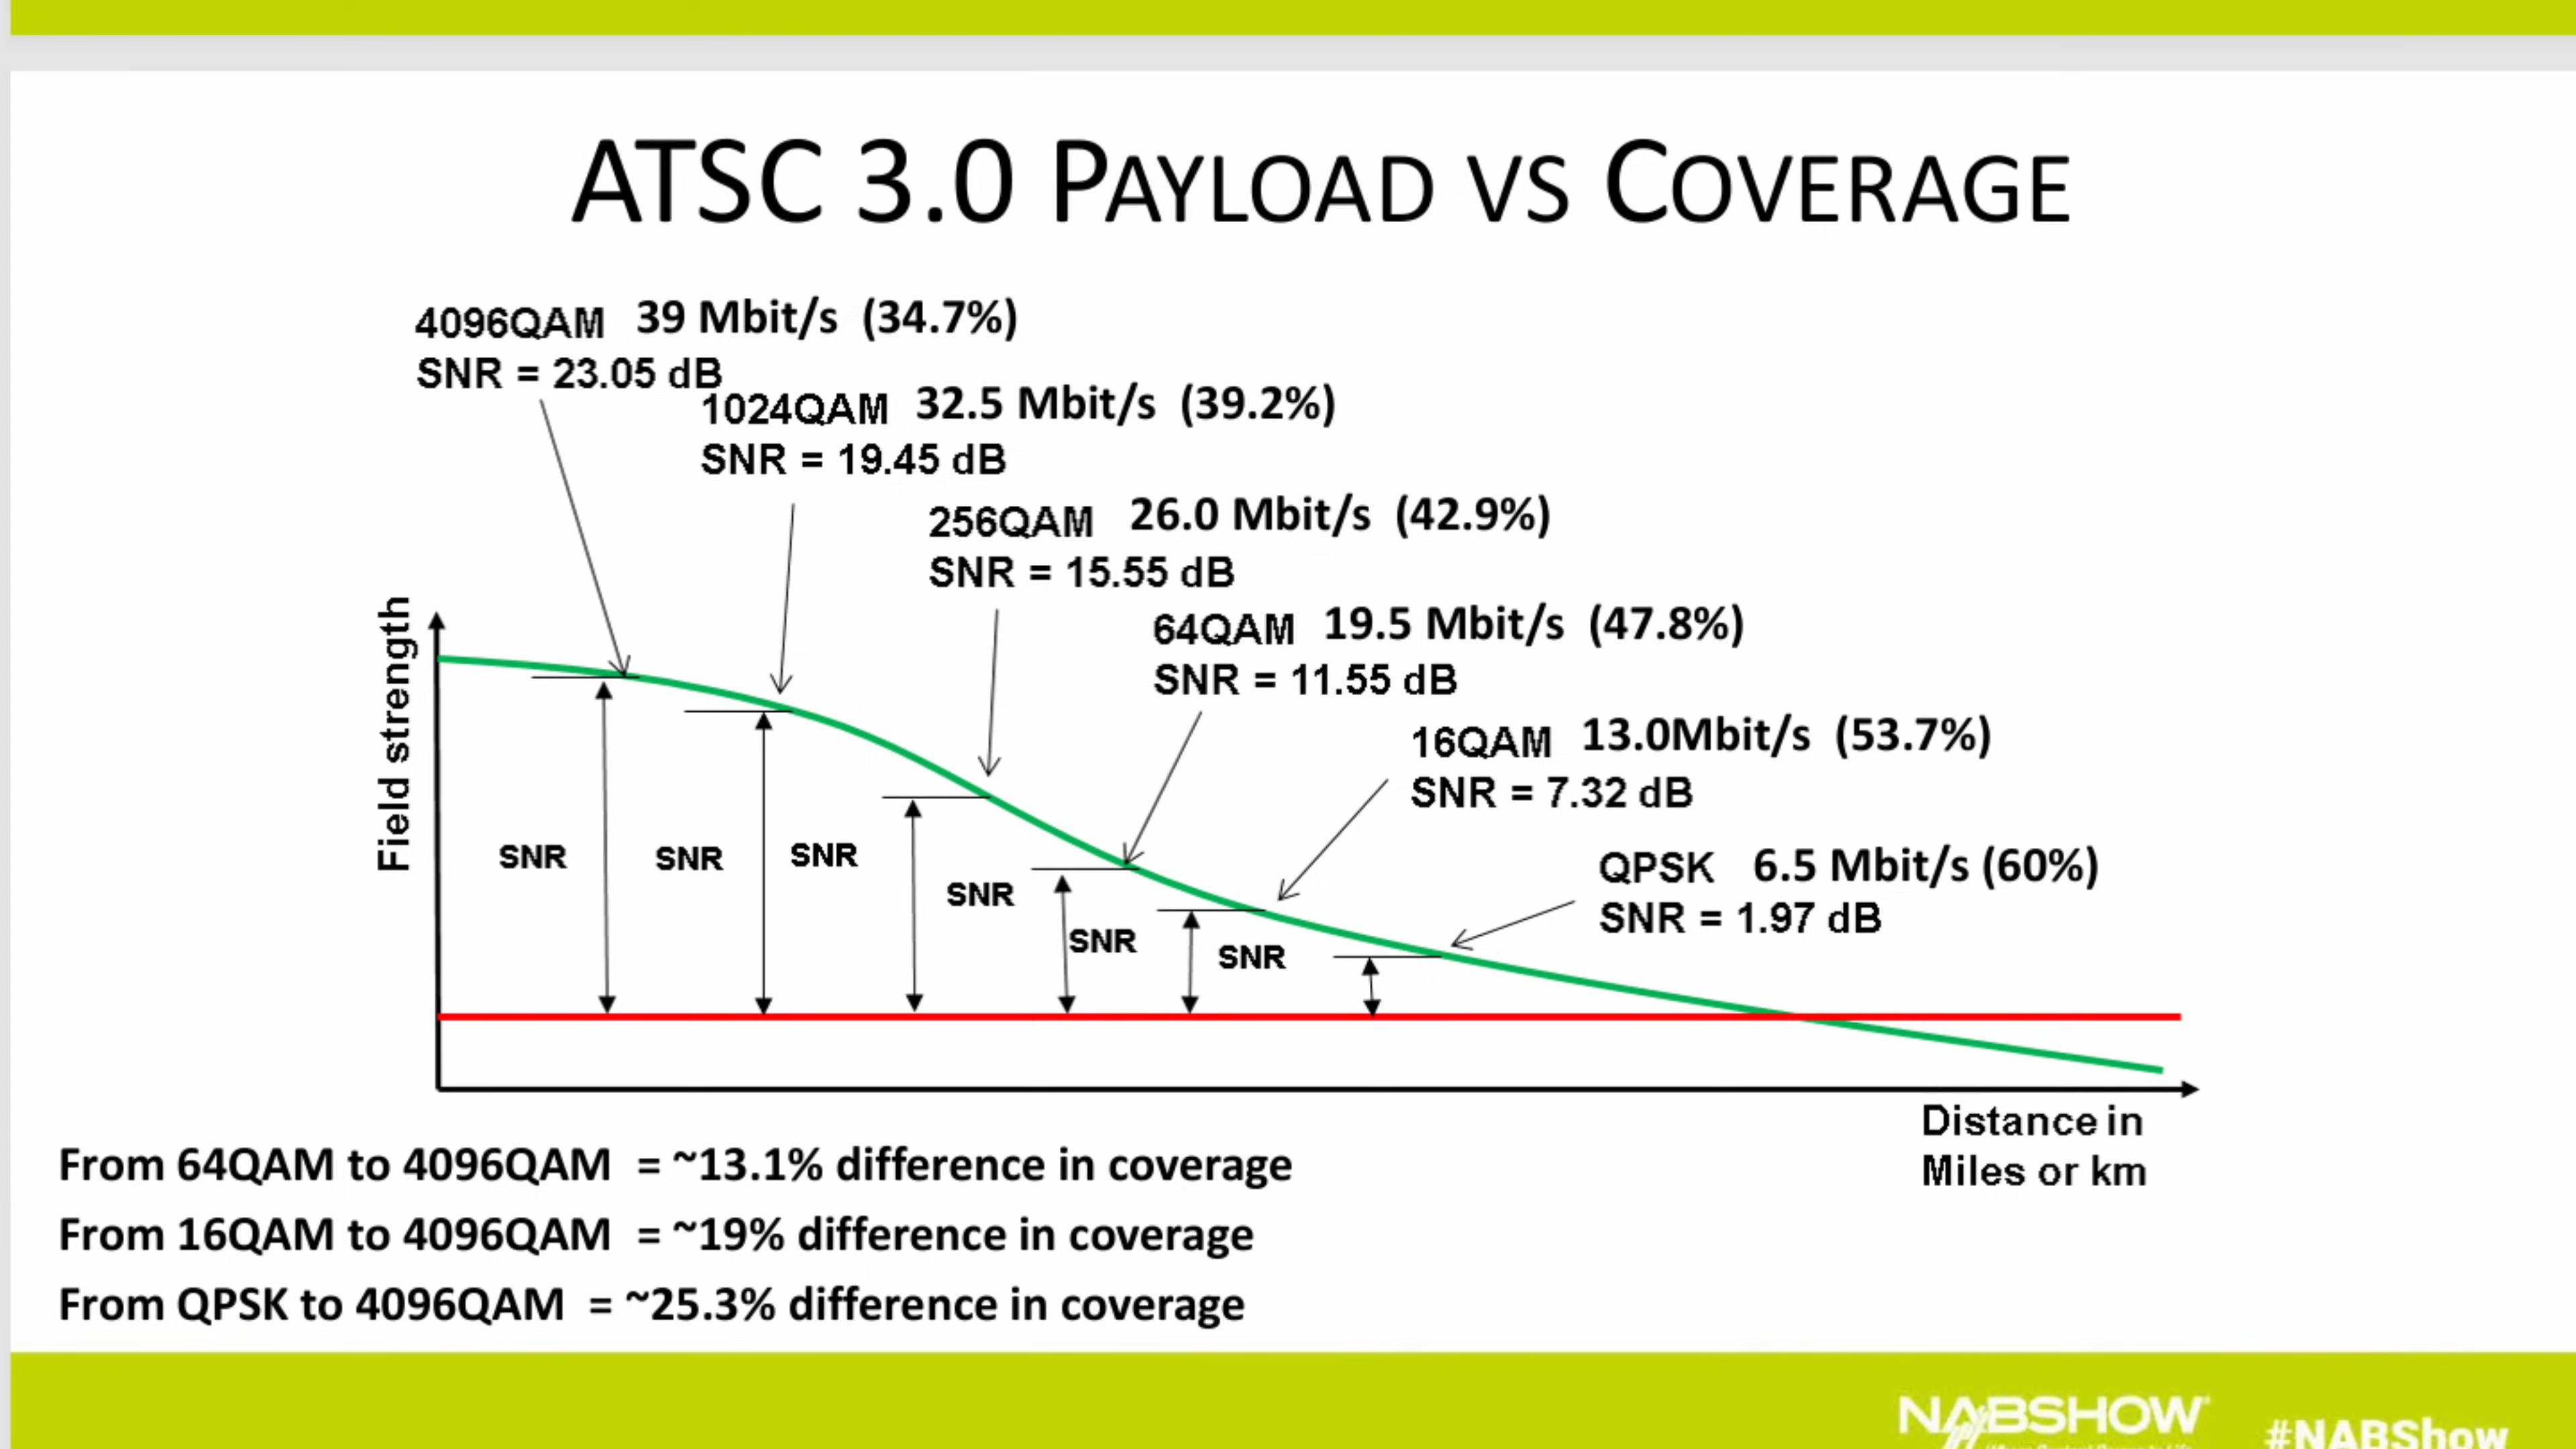 ATSC 3.0 PAYLOAD VS COVERAGE
4096QAM 39 Mbit/s (34.7%)
SNR = 23.05 dB
1024QAM 32.5 Mbit/s (39.2%)
SNR = 19.45 dB
256QAM 26.0 Mbit/s (42.9%)
SNR = 15.55 dB
64QAM 19.5 Mbit/s (47.8%)
SNR = 11.55 dB
16QAM 13.0Mbit/s (53.7%)
SNR = 7.32 dB
QPSK 6.5 Mbit/s (60%)
SNR = 1.97 dB
Field strength
SNR
SNR
SNR
SNR
SNR
SNR
Distance in
Miles or km
From 64QAM to 4096QAM = ~13.1% difference in coverage
From 16QAM to 4096QAM = ~19% difference in coverage
From QPSK to 4096QAM = ~25.3% difference in coverage
NABSHOW®
#NABShow